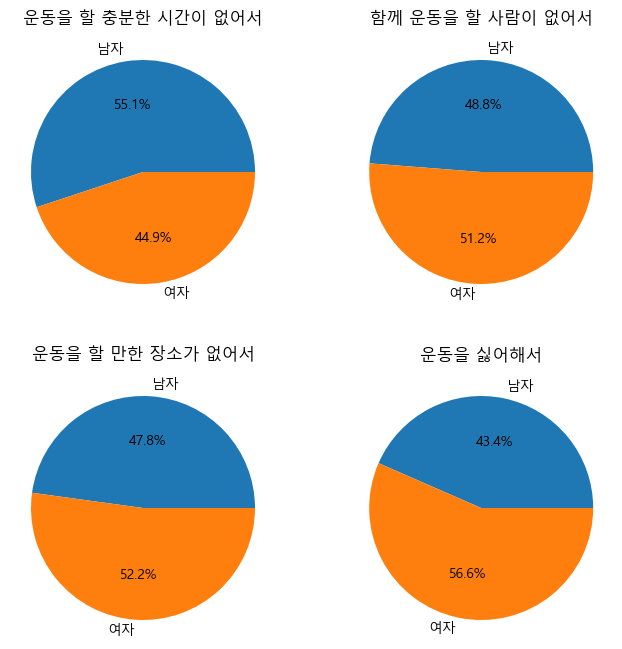 운동을 할 충분한 시간이 없어서
남자
55.1%
44.9%
여자
함께 운동을 할 사람이 없어서
남자
48.8%
51.2%
여자
운동을 할 만한 장소가 없어서
남자
47.8%
52.2%
여자
운동을 싫어해서
남자
43.4%
56.6%
여자